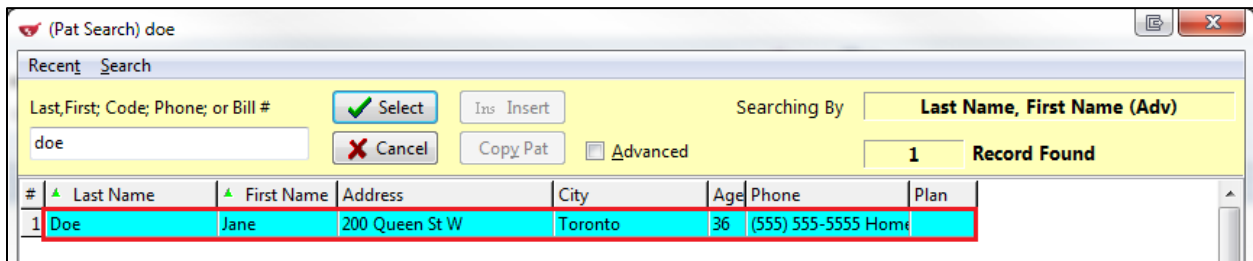 (Pat Search) doe
X
Recent Search
Last,First; Code; Phone; or Bill # Select Ins Insert Searching By Last Name, First Name (Adv)
doe Cancel Copy Pat Advanced 1 Record Found
# Last Name First Name Address City Age Phone Plan
1 Doe Jane 200 Queen St W Toronto 36 (555) 555-5555 Home